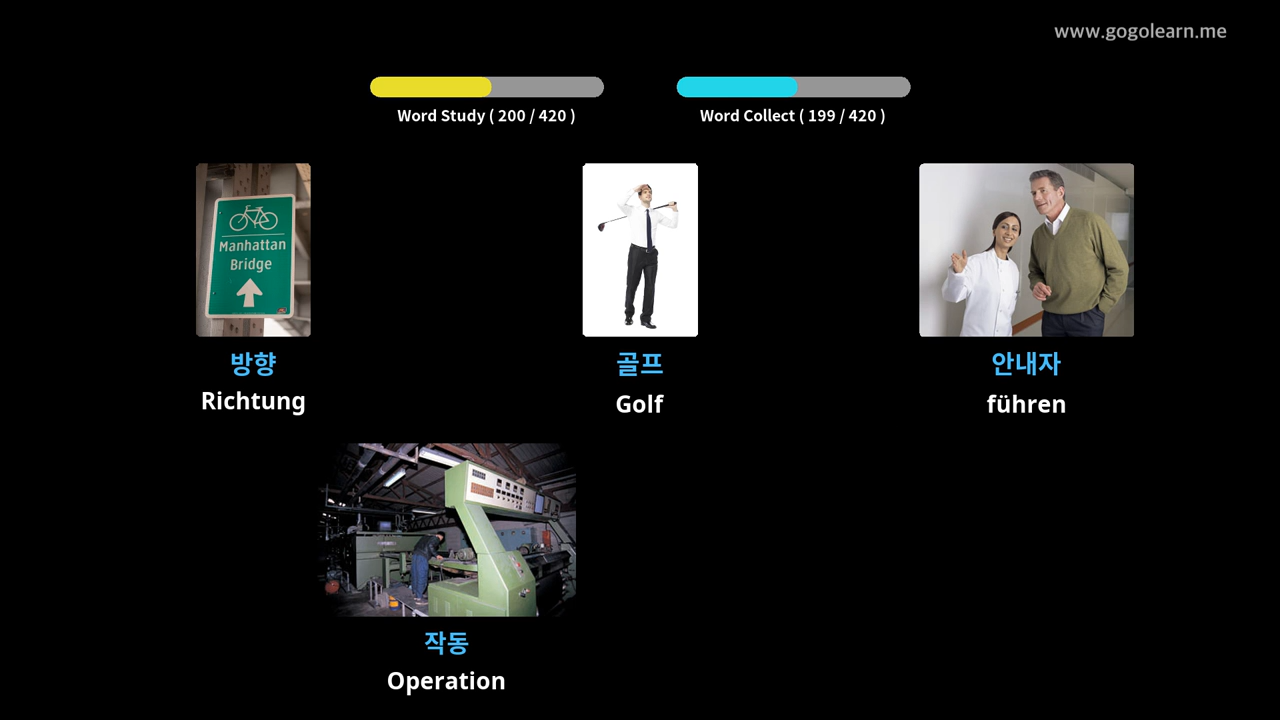 www.gogolearn.me
Word Study ( 200 / 420 )
Word Collect ( 199 / 420 )
Manhattan
Bridge
방향
Richtung
골프
Golf
안내자
führen
작동
Operation